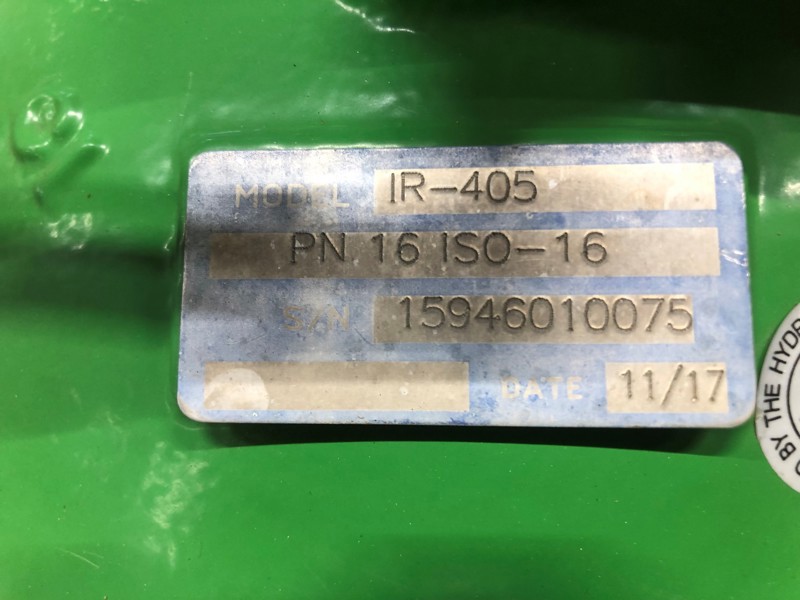 MODEL IR-405
PN 16 ISO-16
S/N 15946010075
DATE 11/17
BY THE HYDR